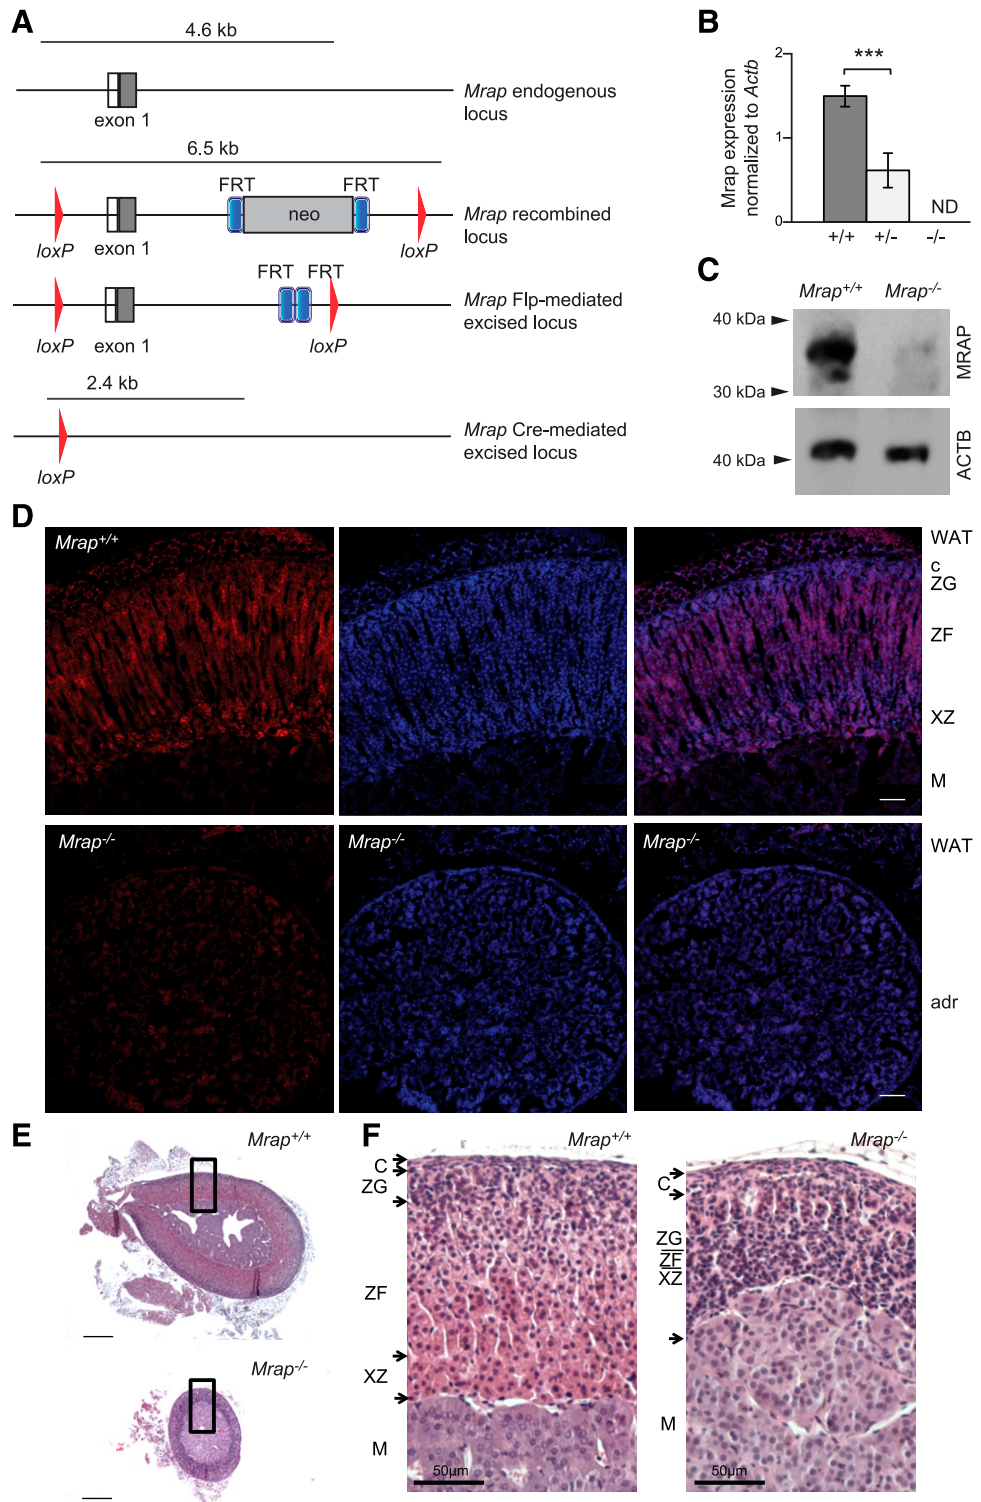 A
4.6 kb
exon 1
Mrap endogenous
locus
6.5 kb
FRT
FRT
neo
loxP
exon 1
loxP
Mrap recombined
locus
FRT
FRT
loxP
exon 1
loxP
Mrap Flp-mediated
excised locus
2.4 kb
loxP
Mrap Cre-mediated
excised locus
B
Mrap expression
normalized to Actb
2
1
0
***
ND
+/+
+/-
-/-
C
Mrap+/+
Mrap-/-
40 kDa
30 kDa
MRAP
40 kDa
ACTB
D
Mrap+/+
WAT
c
ZG
ZF
XZ
M
Mrap-/-
Mrap-/-
Mrap-/-
WAT
adr
E
Mrap+/+
Mrap-/-
F
Mrap+/+
C
ZG
ZF
XZ
M
50µm
Mrap-/-
C
ZG
ZF
XZ
M
50µm